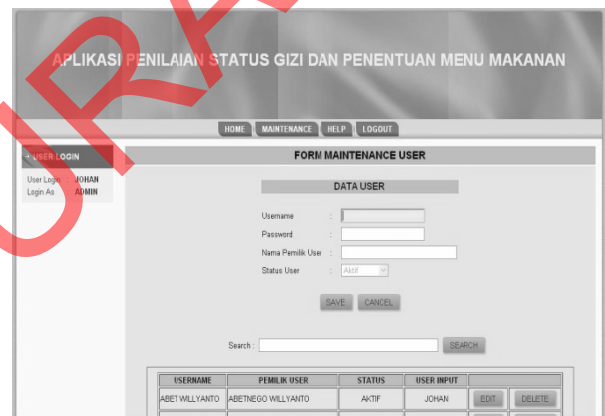 APLIKASI PENILAIAN STATUS GIZI DAN PENENTUAN MENU MAKANAN
HOME MAINTENANCE HELP LOGOUT
USER LOGIN
User Login : JOHAN
Login As : ADMIN
FORM MAINTENANCE USER
DATA USER
Username :
Password :
Nama Pemilik User :
Status User : Aktif
SAVE CANCEL
Search : SEARCH
USERNAME PEMILIK USER STATUS USER INPUT
ABET WILLYANTO ABETNEGO WILLYANTO AKTIF JOHAN EDIT DELETE